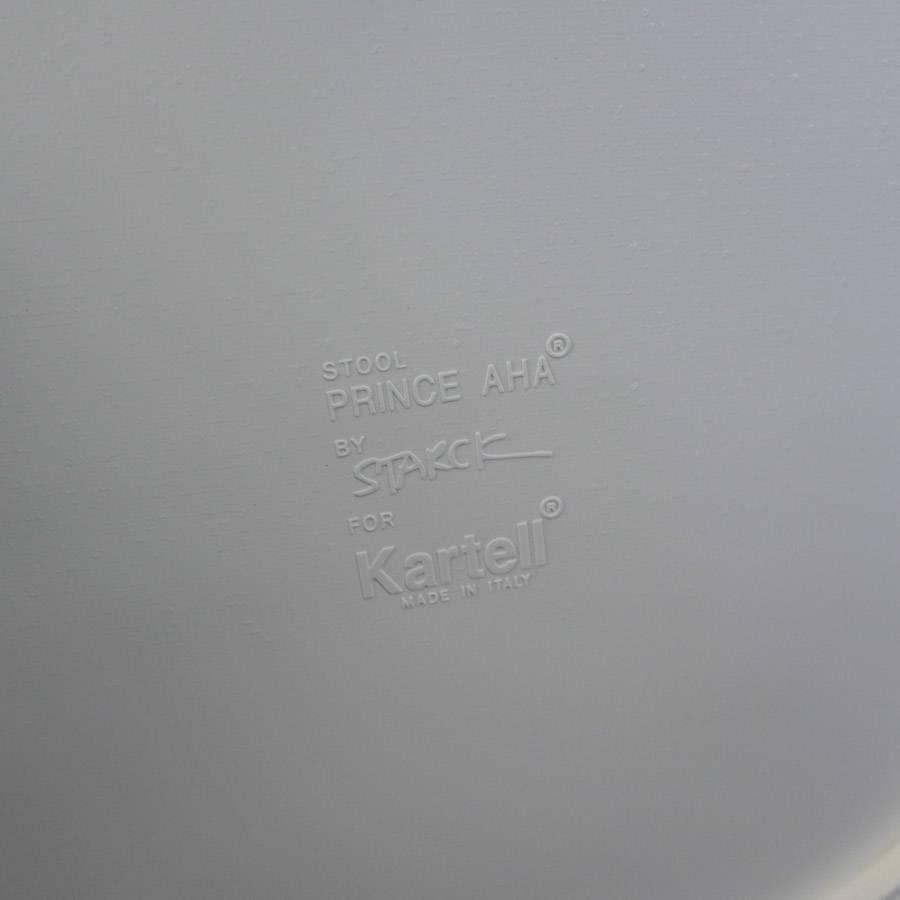 STOOL
PRINCE AHA®
BY STARCK
FOR
Kartell®
MADE IN ITALY